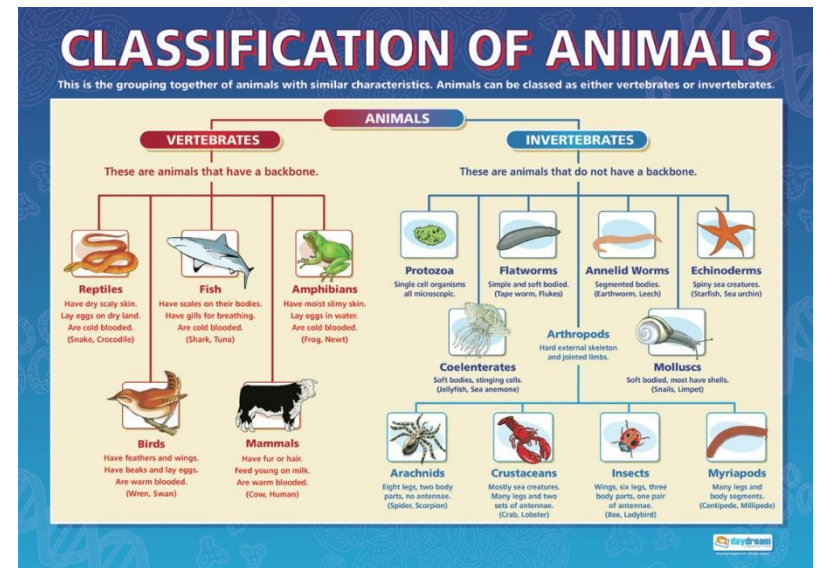 CLASSIFICATION OF ANIMALS
This is the grouping together of animals with similar characteristics. Animals can be classed as either vertebrates or invertebrates.
ANIMALS
VERTEBRATES
These are animals that have a backbone.
Reptiles
Have dry scaly skin.
Lay eggs on dry land.
Are cold blooded.
(Snake, Crocodile)
Fish
Have scales on their bodies.
Have gills for breathing.
Are cold blooded.
(Shark, Tuna)
Amphibians
Have moist slimy skin.
Lay eggs in water.
Are cold blooded.
(Frog, Newt)
Birds
Have feathers and wings.
Have beaks and lay eggs.
Are warm blooded.
(Wren, Swan)
Mammals
Have fur or hair.
Feed young on milk.
Are warm blooded.
(Cow, Human)
INVERTEBRATES
These are animals that do not have a backbone.
Protozoa
Single cell organisms
all microscopic.
Flatworms
Simple and soft bodied.
(Tape worm, Flukes)
Annelid Worms
Segmented bodies.
(Earthworm, Leech)
Echinoderms
Spiny sea creatures.
(Starfish, Sea urchin)
Coelenterates
Soft bodies, stinging cells.
(Jellyfish, Sea anemone)
Arthropods
Hard external skeleton
and jointed limbs.
Molluscs
Soft bodied, most have shells.
(Snails, Limpet)
Arachnids
Eight legs, two body
parts, no antennae.
(Spider, Scorpion)
Crustaceans
Mostly sea creatures.
Many legs and two
sets of antennae.
(Crab, Lobster)
Insects
Wings, six legs, three
body parts, one pair
of antennae.
(Bee, Ladybird)
Myriapods
Many legs and
body segments.
(Centipede, Millipede)
daydream